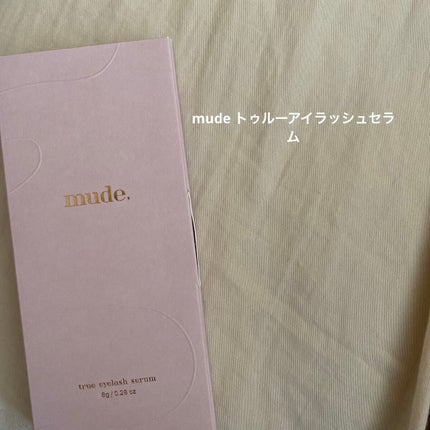 mude.
mude トゥルーアイラッシュセラ
ム
true eyelash serum
8g / 0.28 oz